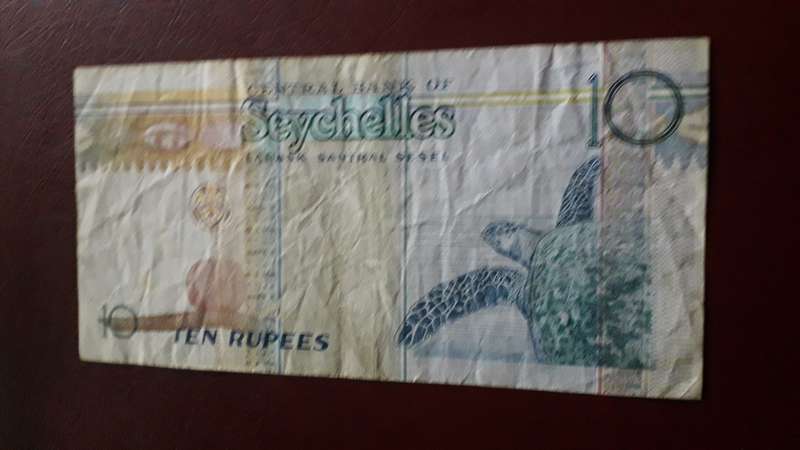 CENTRAL BANK OF
Seychelles
LABANK SANTRAL SESEL
10
10
TEN RUPEES